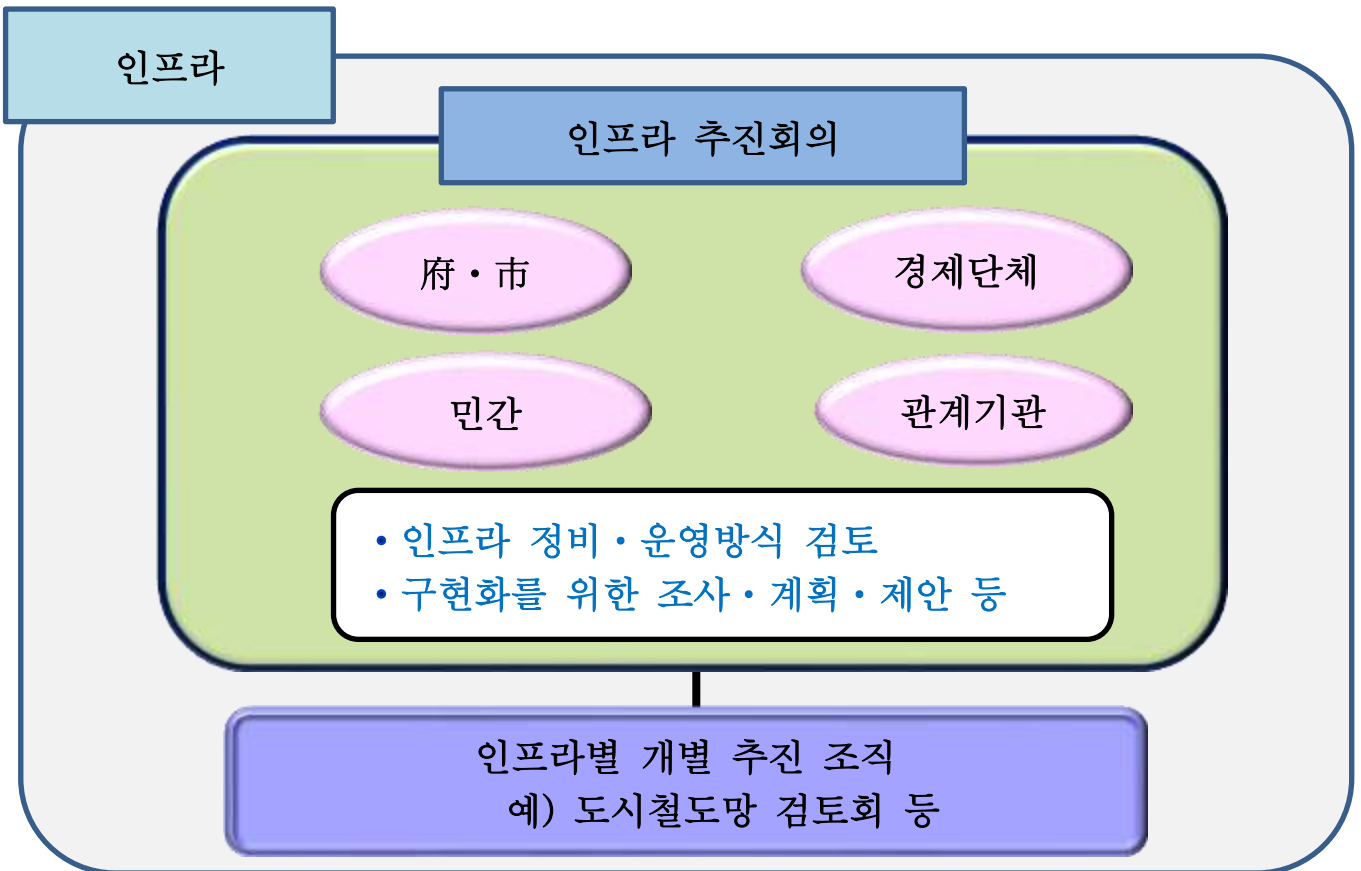 인프라
인프라 추진회의
府・市
경제단체
민간
관계기관
• 인프라 정비・운영방식 검토
• 구현화를 위한 조사・계획・제안 등
인프라별 개별 추진 조직
예) 도시철도망 검토회 등